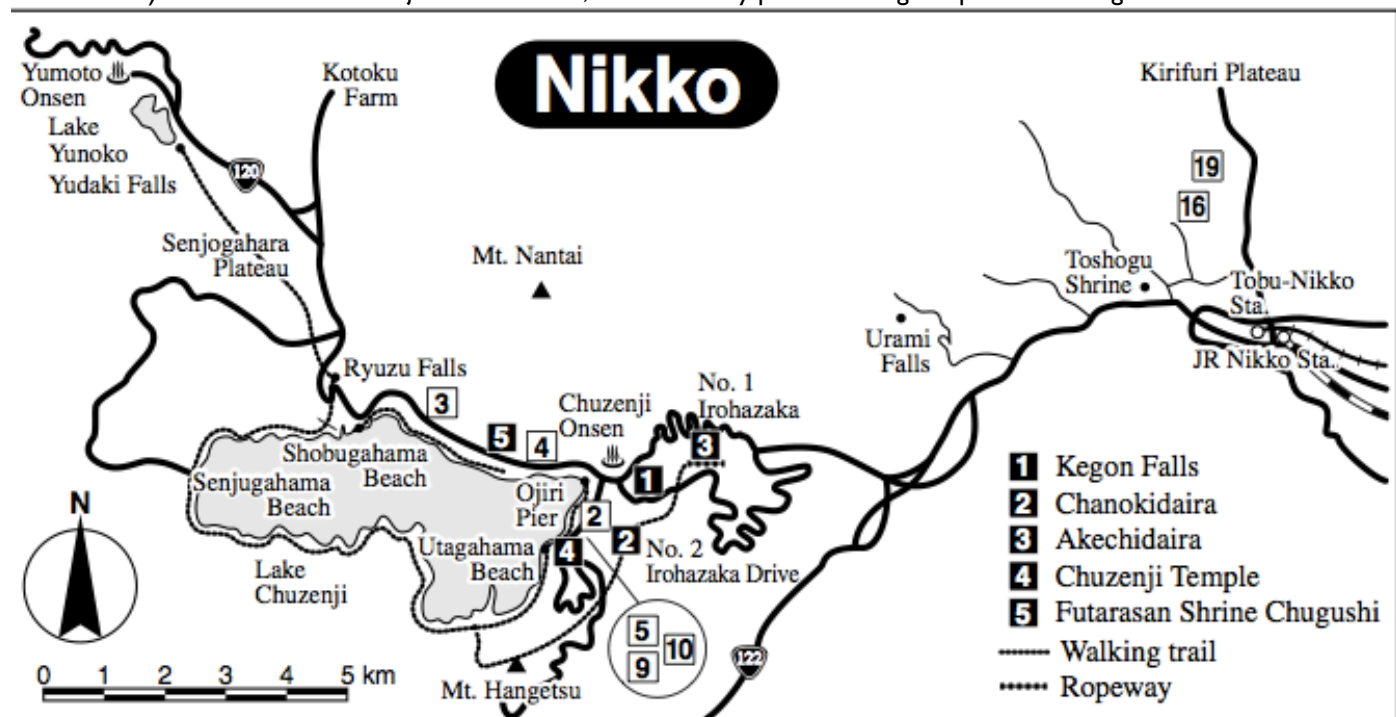 Nikko
Yumoto
Onsen
Lake
Yunoko
Yudaki Falls
Kotoku
Farm
120
Senjogahara
Plateau
Mt. Nantai
Kirifuri Plateau
19
16
Toshogu
Shrine
Tobu-Nikko
Sta.
JR Nikko Sta.
Urami
Falls
Ryuzu Falls
3
5
4
Chuzenji
Onsen
No. 1
Irohazaka
3
1
Shobugahama
Beach
Senjugahama
Beach
Ojiri
Pier
2
Utagahama
Beach
4
2
No. 2
Irohazaka Drive
Lake
Chuzenji
5
10
9
122
Mt. Hangetsu
N
0 1 2 3 4 5 km
1 Kegon Falls
2 Chanokidaira
3 Akechidaira
4 Chuzenji Temple
5 Futarasan Shrine Chugushi
Walking trail
Ropeway